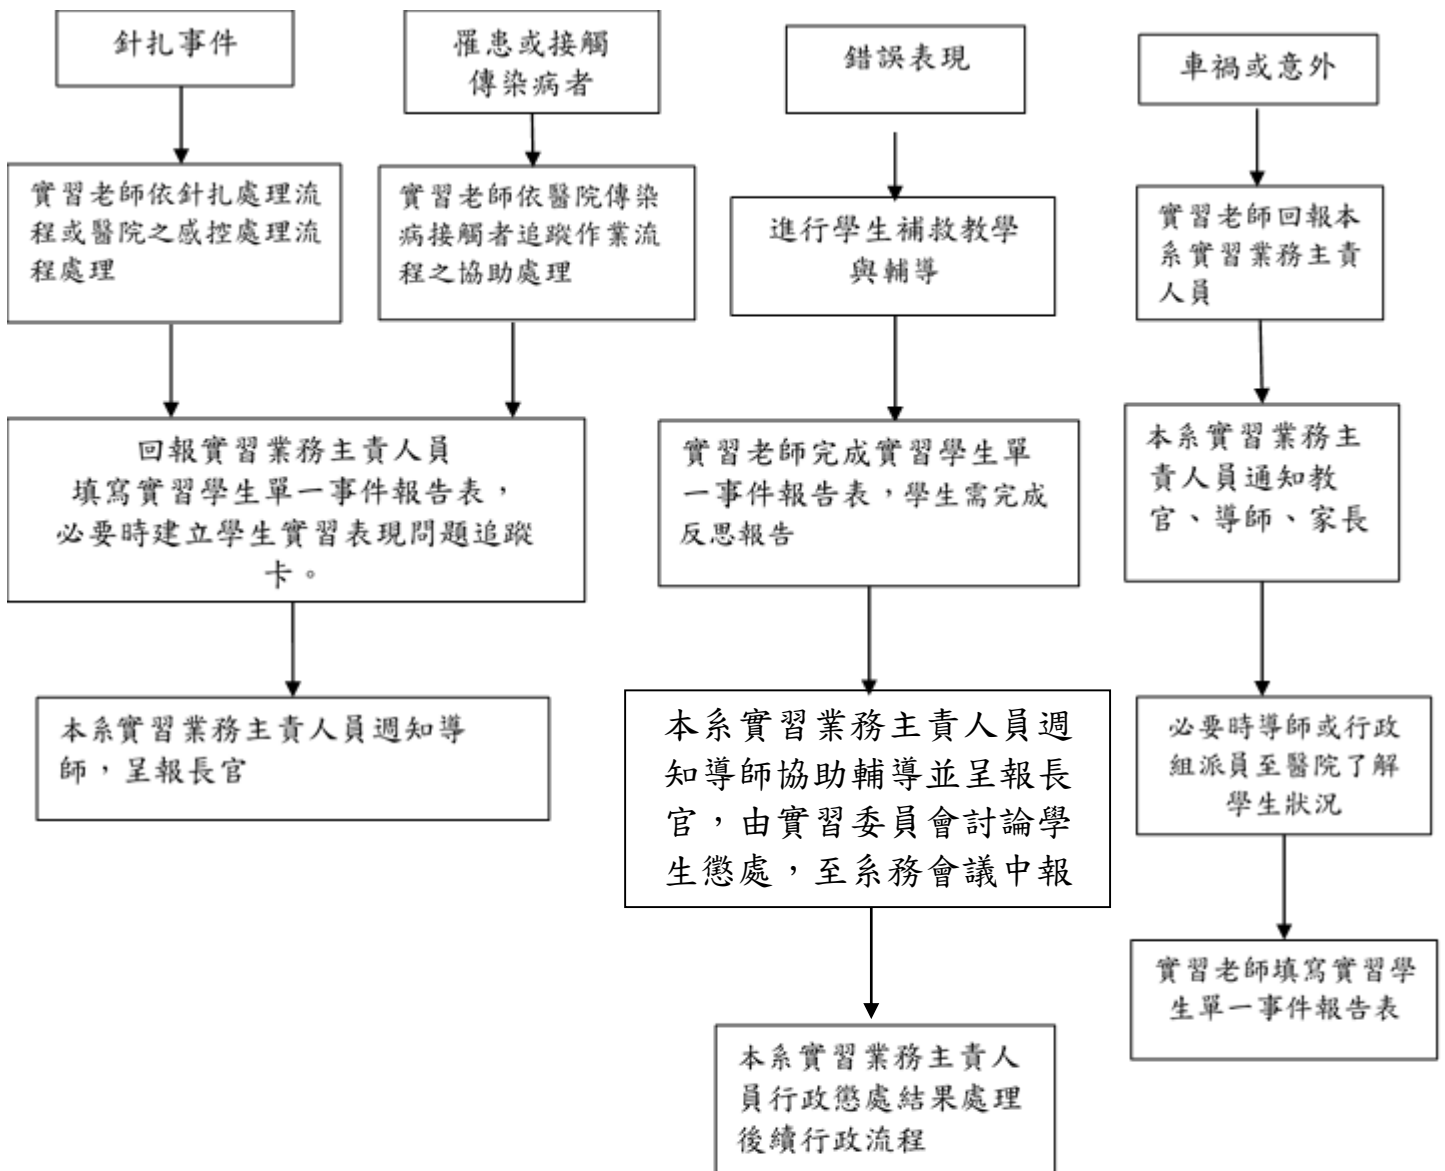 針扎事件
罹患或接觸
傳染病者
錯誤表現
車禍或意外
實習老師依針扎處理流
程或醫院之感控處理流
程處理
實習老師依醫院傳染
病接觸者追蹤作業流
程之協助處理
進行學生補救教學
與輔導
實習老師回報本
系實習業務主責
人員
回報實習業務主責人員
填寫實習學生單一事件報告表，
必要時建立學生實習表現問題追蹤
卡。
實習老師完成實習學生單
一事件報告表，學生需完成
反思報告
本系實習業務主
責人員通知教
官、導師、家長
本系實習業務主責人員週知導
師，呈報長官
本系實習業務主責人員週
知導師協助輔導並呈報長
官，由實習委員會討論學
生懲處，至系務會議中報
必要時導師或行政
組派員至醫院了解
學生狀況
實習老師填寫實習學
生單一事件報告表
本系實習業務主責人
員行政懲處結果處理
後續行政流程